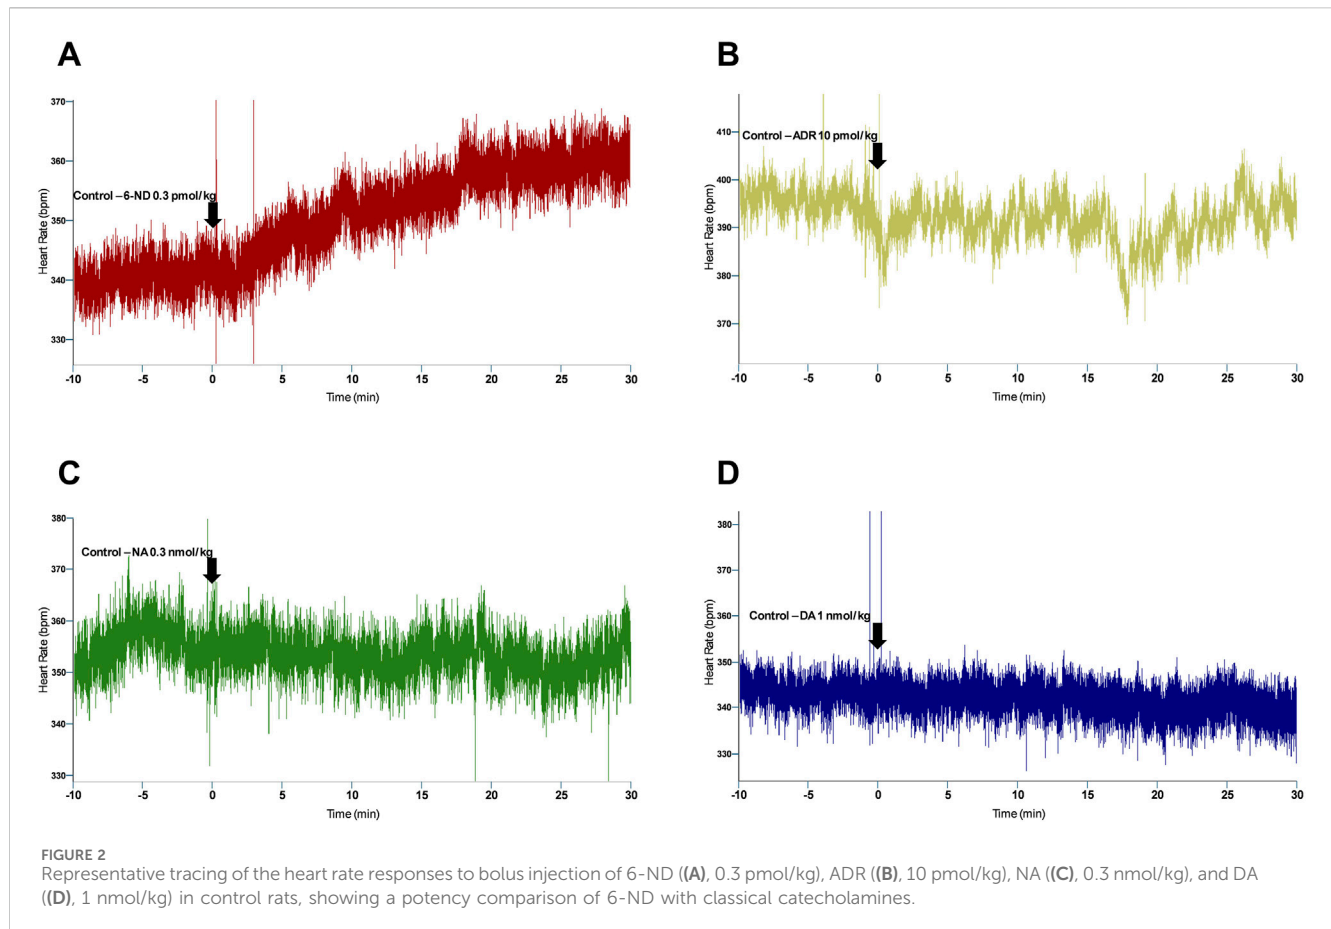 A
370
360
350
340
330
Heart Rate (bpm)
Control – 6-ND 0.3 pmol/kg
-10 -5 0 5 10 15 20 25 30
Time (min)
B
410
400
390
380
370
Heart Rate (bpm)
Control – ADR 10 pmol/kg
-10 -5 0 5 10 15 20 25 30
Time (min)
C
380
370
360
350
340
330
Heart Rate (bpm)
Control – NA 0.3 nmol/kg
-10 -5 0 5 10 15 20 25 30
Time (min)
D
380
370
360
350
340
330
Heart Rate (bpm)
Control – DA 1 nmol/kg
-10 -5 0 5 10 15 20 25 30
Time (min)
FIGURE 2
Representative tracing of the heart rate responses to bolus injection of 6-ND ((A), 0.3 pmol/kg), ADR ((B), 10 pmol/kg), NA ((C), 0.3 nmol/kg), and DA
((D), 1 nmol/kg) in control rats, showing a potency comparison of 6-ND with classical catecholamines.